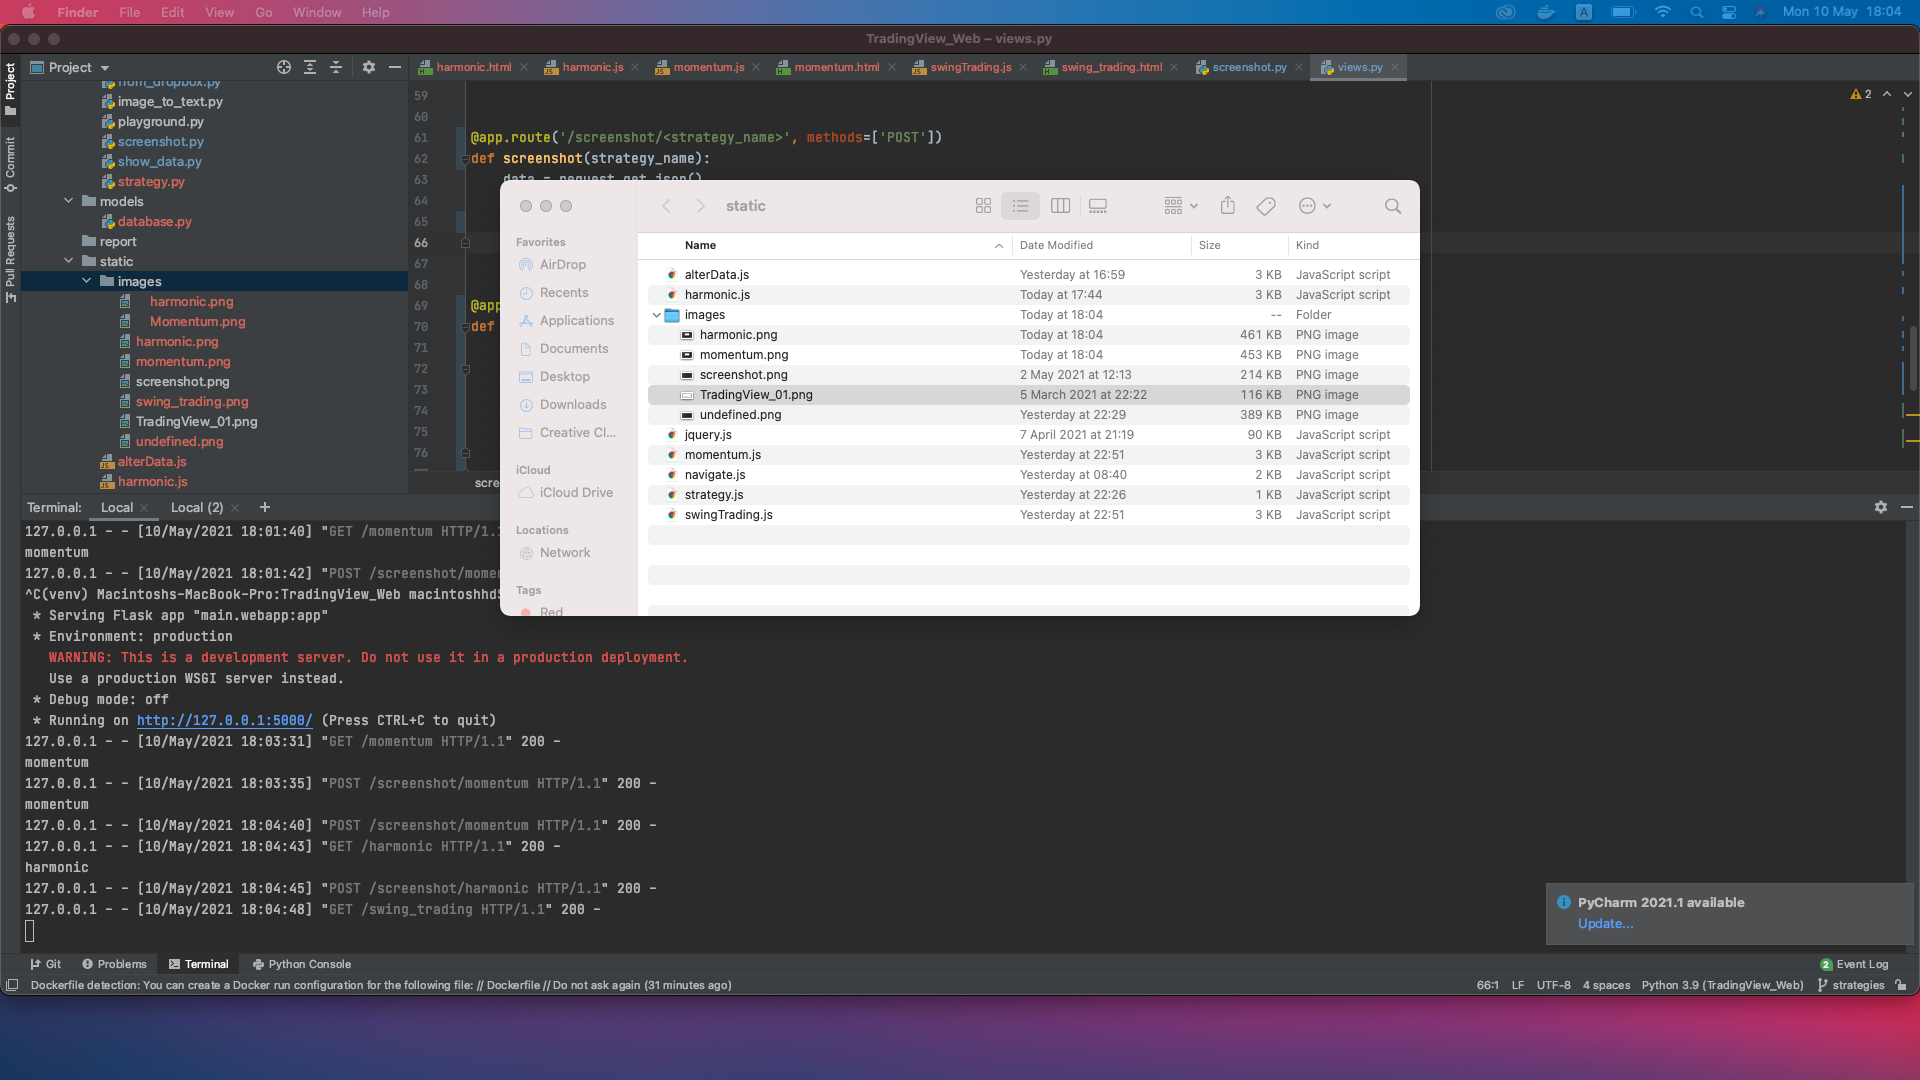 Finder File Edit View Go Window Help
A Mon 10 May 18:04
TradingView_Web – views.py
Project
harmonic.html harmonic.js momentum.js momentum.html swingTrading.js swing_trading.html screenshot.py views.py
Project
Commit
Pull Requests
from_dropbox.py
image_to_text.py
playground.py
screenshot.py
show_data.py
strategy.py
models
database.py
report
static
images
harmonic.png
Momentum.png
harmonic.png
momentum.png
screenshot.png
swing_trading.png
TradingView_01.png
undefined.png
alterData.js
harmonic.js
2
59
60
61 @app.route('/screenshot/<strategy_name>', methods=['POST'])
62 def screenshot(strategy_name):
63 data = request.get_json()
64
65
66
67
68
69 @app
70 def
71
72
73
74
75
76
scre
static
Favorites
AirDrop
Recents
Applications
Documents
Desktop
Downloads
Creative Cl...
iCloud
iCloud Drive
Locations
Network
Tags
Red
Name Date Modified Size Kind
alterData.js Yesterday at 16:59 3 KB JavaScript script
harmonic.js Today at 17:44 3 KB JavaScript script
images Today at 18:04 -- Folder
harmonic.png Today at 18:04 461 KB PNG image
momentum.png Today at 18:04 453 KB PNG image
screenshot.png 2 May 2021 at 12:13 214 KB PNG image
TradingView_01.png 5 March 2021 at 22:22 116 KB PNG image
undefined.png Yesterday at 22:29 389 KB PNG image
jquery.js 7 April 2021 at 21:19 90 KB JavaScript script
momentum.js Yesterday at 22:51 3 KB JavaScript script
navigate.js Yesterday at 08:40 2 KB JavaScript script
strategy.js Yesterday at 22:26 1 KB JavaScript script
swingTrading.js Yesterday at 22:51 3 KB JavaScript script
Terminal: Local Local (2) +
127.0.0.1 - - [10/May/2021 18:01:40] "GET /momentum HTTP/1.1
momentum
127.0.0.1 - - [10/May/2021 18:01:42] "POST /screenshot/momen
^C(venv) Macintoshs-MacBook-Pro:TradingView_Web macintoshhd$
* Serving Flask app "main.webapp:app"
* Environment: production
WARNING: This is a development server. Do not use it in a production deployment.
Use a production WSGI server instead.
* Debug mode: off
* Running on http://127.0.0.1:5000/ (Press CTRL+C to quit)
127.0.0.1 - - [10/May/2021 18:03:31] "GET /momentum HTTP/1.1" 200 -
momentum
127.0.0.1 - - [10/May/2021 18:03:35] "POST /screenshot/momentum HTTP/1.1" 200 -
momentum
127.0.0.1 - - [10/May/2021 18:04:40] "POST /screenshot/momentum HTTP/1.1" 200 -
127.0.0.1 - - [10/May/2021 18:04:43] "GET /harmonic HTTP/1.1" 200 -
harmonic
127.0.0.1 - - [10/May/2021 18:04:45] "POST /screenshot/harmonic HTTP/1.1" 200 -
127.0.0.1 - - [10/May/2021 18:04:48] "GET /swing_trading HTTP/1.1" 200 -
PyCharm 2021.1 available
Update...
Git Problems Terminal Python Console
2 Event Log
Dockerfile detection: You can create a Docker run configuration for the following file: // Dockerfile // Do not ask again (31 minutes ago)
66:1 LF UTF-8 4 spaces Python 3.9 (TradingView_Web) strategies